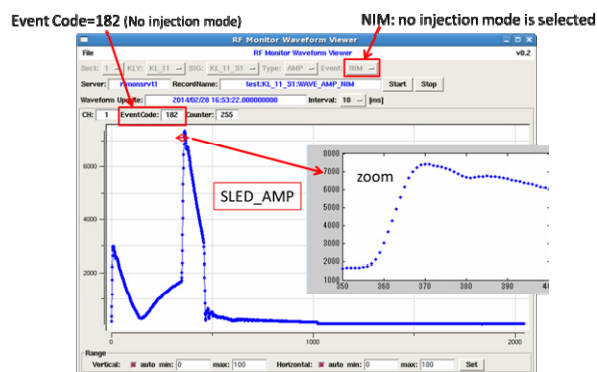 Event Code=182 (No injection mode)
NIM: no injection mode is selected
RF Monitor Waveform Viewer
File RF Monitor Waveform Viewer v0.2
Sect: 1 KLY: KL_11 SIG: KL_11_S1 Type: AMP Event: NIM
Server: rfmonsrvt1 RecordName: test:KL_11_S1:WAVE_AMP_NIM Start Stop
Waveform Update: 2014/02/28 16:53:22.000000000 Interval: 10 [ms]
CH: 1 EventCode: 182 Counter: 255
6000
4000
2000
0 1000 2000
SLED_AMP
zoom
8000
7000
6000
5000
4000
3000
2000
1000
350 360 370 380 390
Range
Vertical: auto min: 0 max: 100 Horizontal: auto min: 0 max: 100 Set